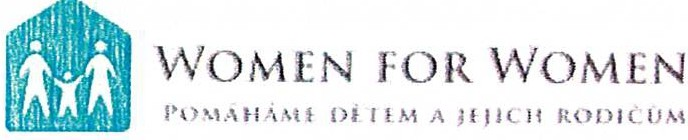 WOMEN FOR WOMEN
POMÁHÁME DĚTEM A JEJICH RODIČŮM